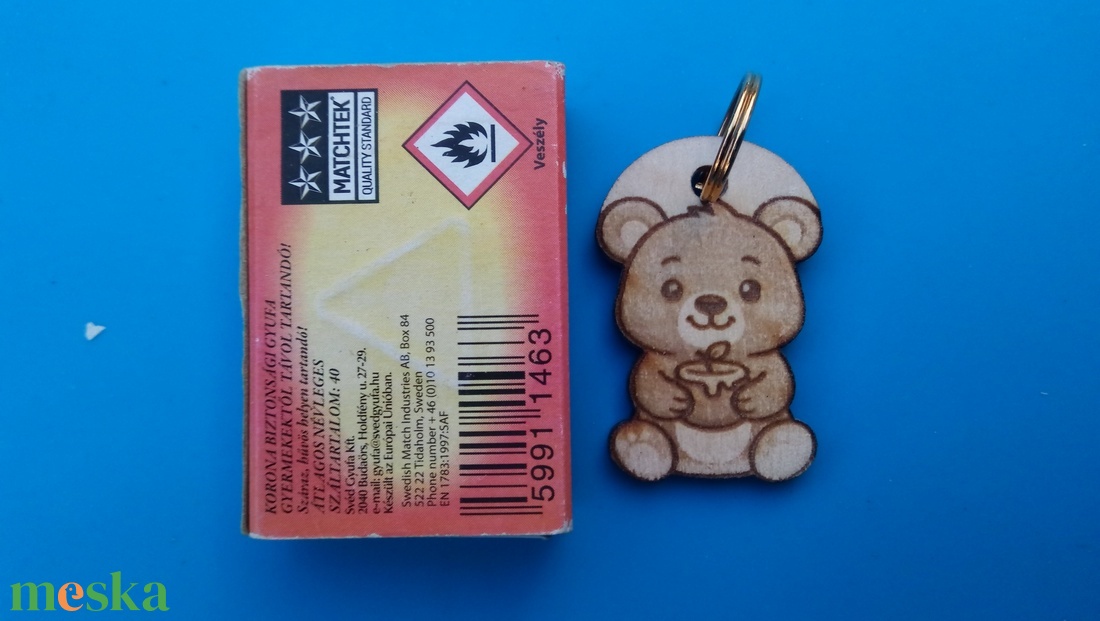 KORONA BIZTONSÁGI GYUFA
GYERMEKEKTŐL TÁVOL TARTANDÓ!
Száraz, hűvös helyen tartandó!
ÁTLAGOS NÉVLEGES
SZÁLTARTALOM: 40
Svéd Gyufa Kft.
2040 Budaörs, Holdfény u. 27-29.
e-mail: gyufa@svedgyufa.hu
Készült az Európai Unióban.
Swedish Match Industries AB, Box 84
522 22 Tidaholm, Sweden
Phone number + 46 (0)10 13 93 500
EN 1783:1997:SAF
5991 1463
MATCHTEK®
QUALITY STANDARD
Veszély
meska